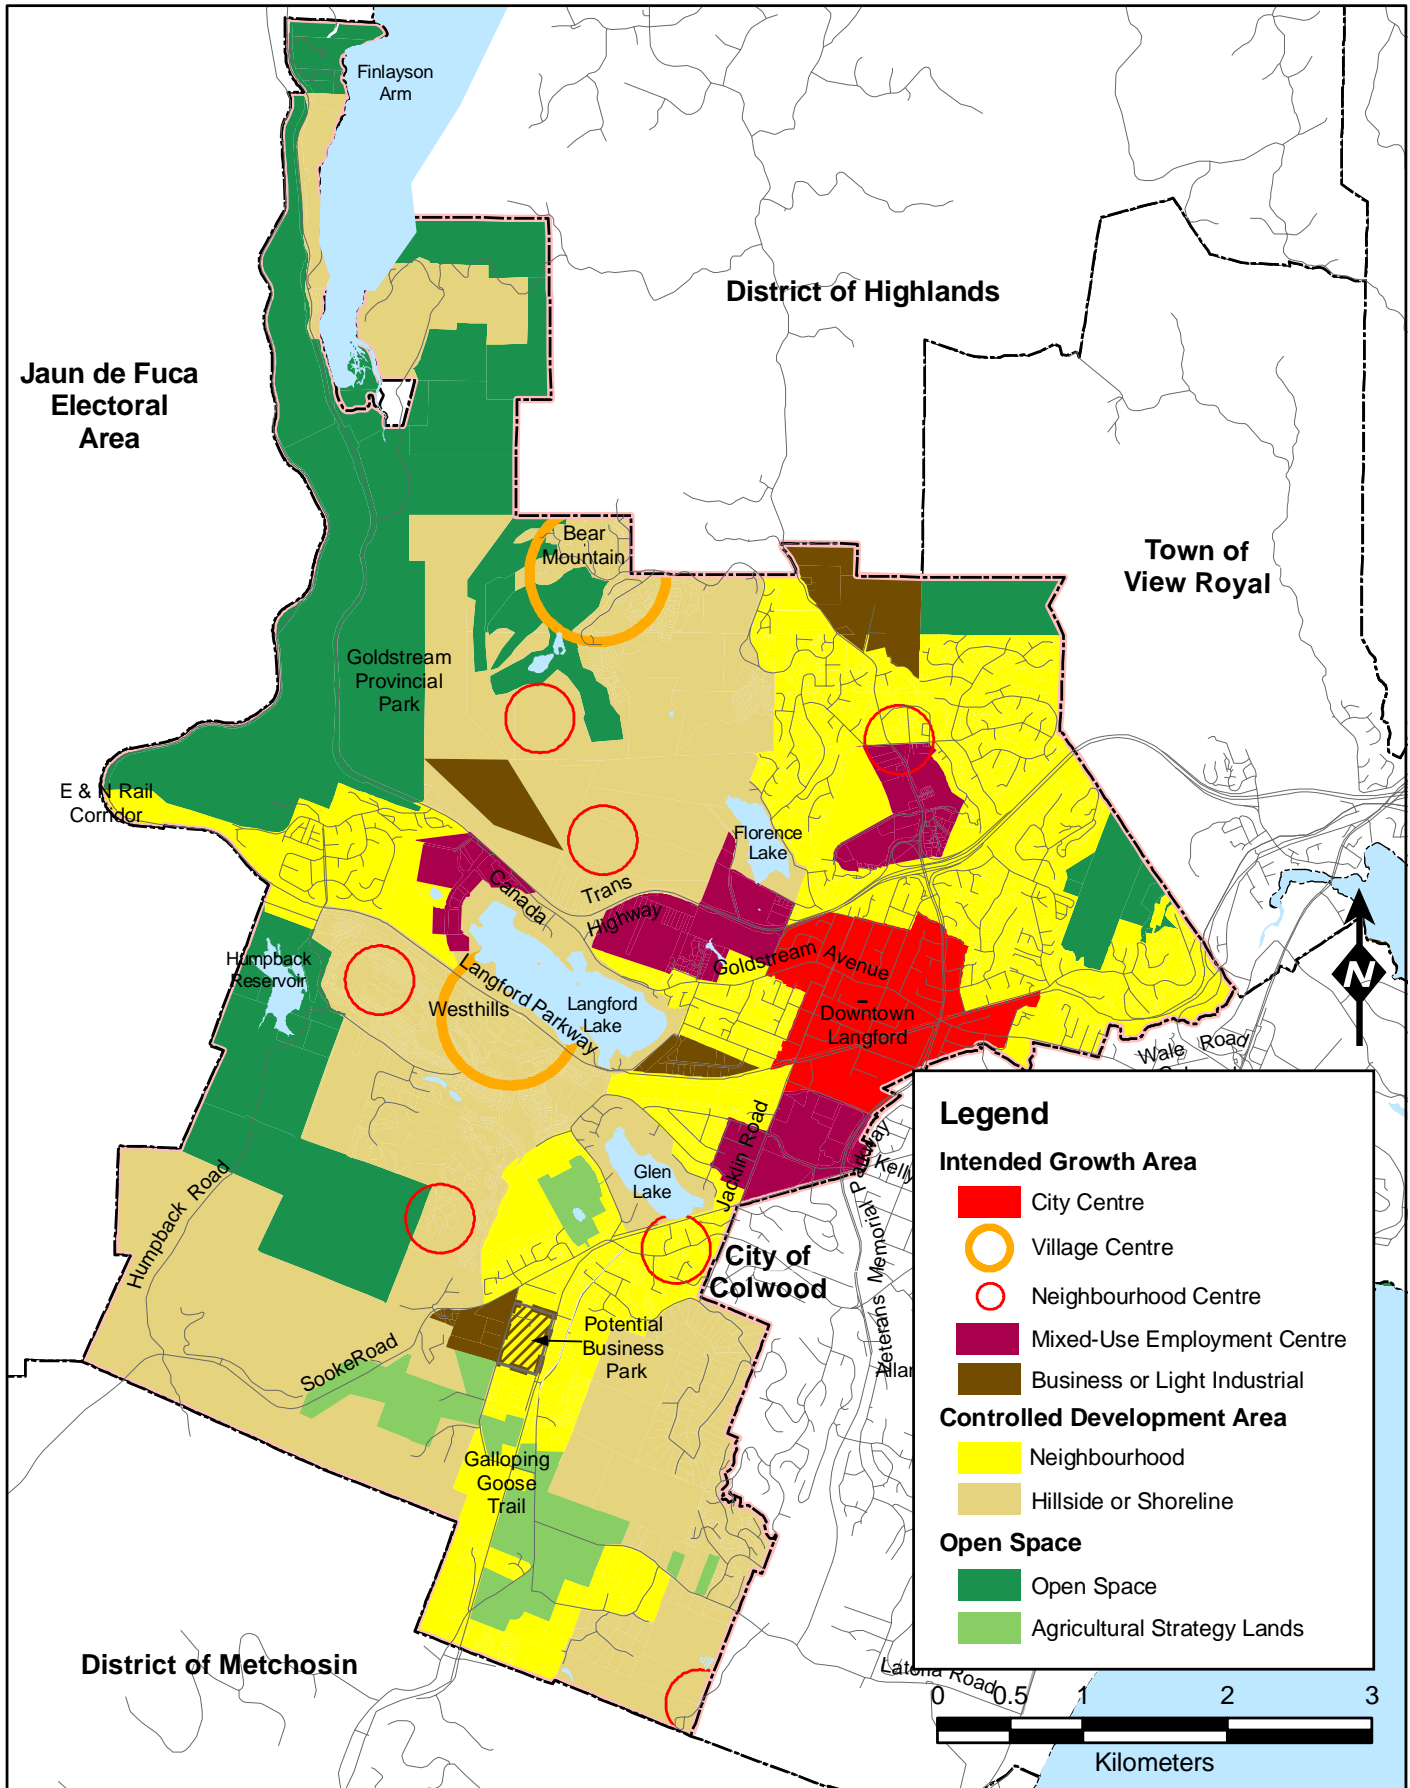 Finlayson
Arm
District of Highlands
Jaun de Fuca
Electoral
Area
Bear
Mountain
Town of
View Royal
Goldstream
Provincial
Park
E & N Rail
Corridor
Florence
Lake
Trans
Canada
Highway
Goldstream Avenue
Humpback
Reservoir
Langford Parkway
Westhills
Langford
Lake
Downtown
Langford
Wale Road
Jacklin Road
Veterans Memorial Parkway
Kelly
Glen
Lake
Humpback Road
City of
Colwood
Potential
Business
Park
SookeRoad
Galloping
Goose
Trail
District of Metchosin
Latoria Road
Legend
Intended Growth Area
City Centre
Village Centre
Neighbourhood Centre
Mixed-Use Employment Centre
Business or Light Industrial
Controlled Development Area
Neighbourhood
Hillside or Shoreline
Open Space
Open Space
Agricultural Strategy Lands
0 0.5 1 2 3
Kilometers
N